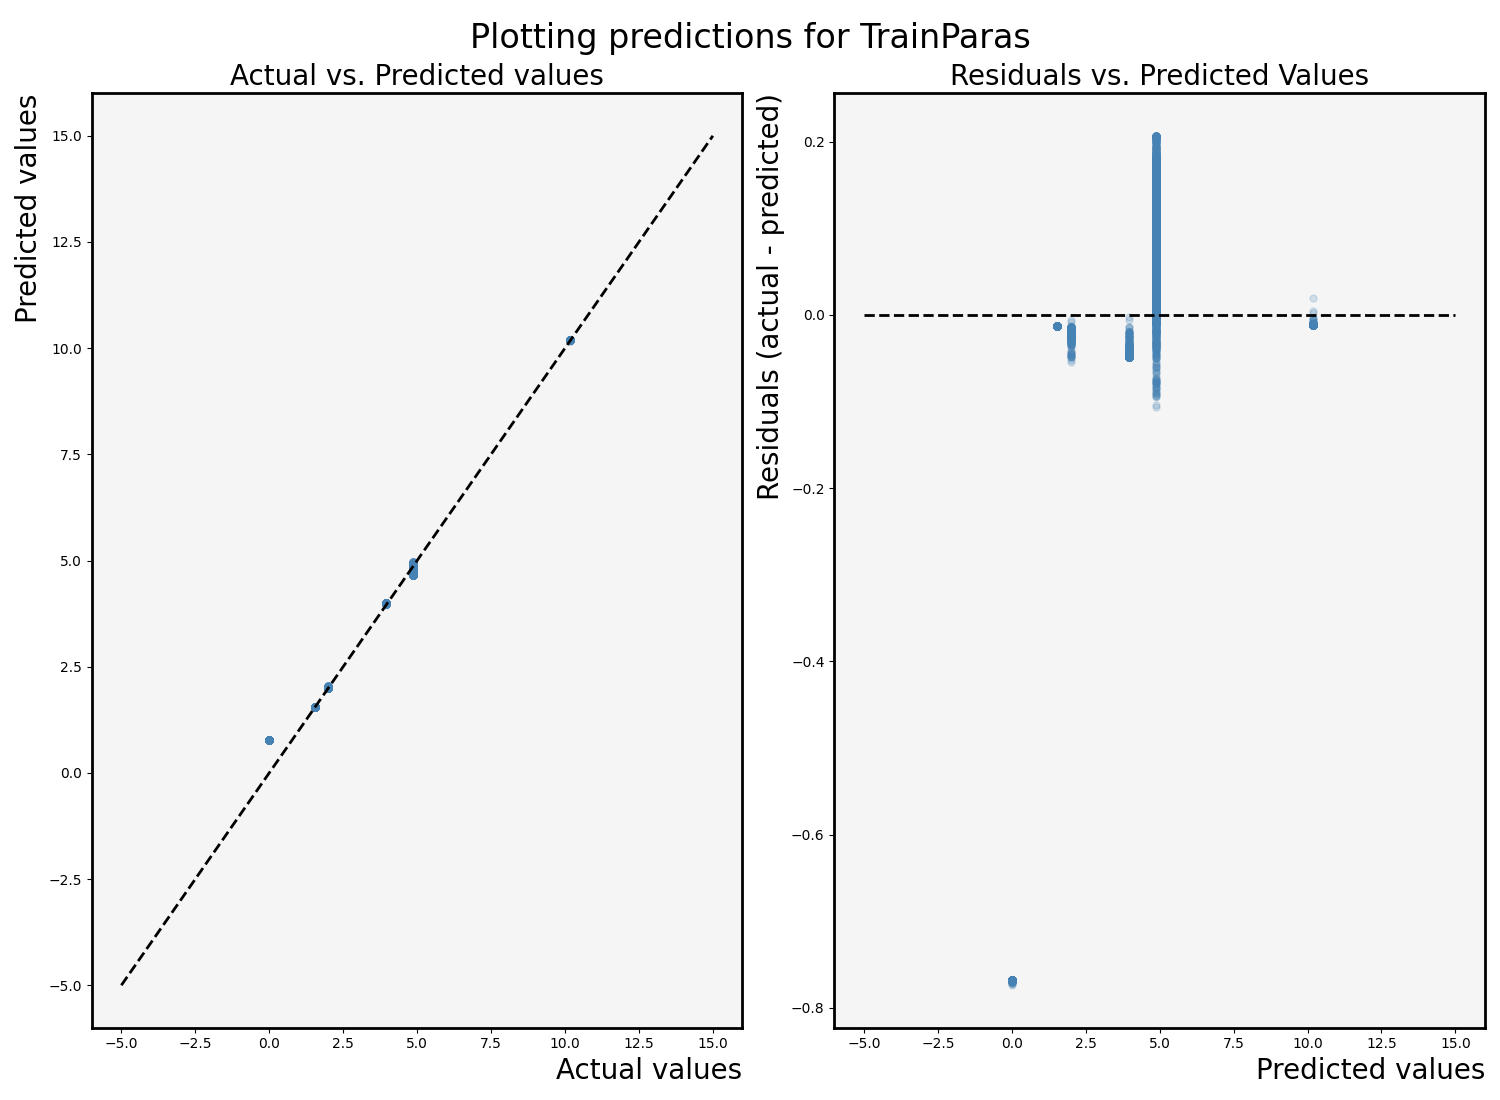 Plotting predictions for TrainParas
Actual vs. Predicted values
Predicted values
15.0
12.5
10.0
7.5
5.0
2.5
0.0
−2.5
−5.0
−5.0 −2.5 0.0 2.5 5.0 7.5 10.0 12.5 15.0
Actual values
Residuals vs. Predicted Values
Residuals (actual - predicted)
0.2
0.0
−0.2
−0.4
−0.6
−0.8
−5.0 −2.5 0.0 2.5 5.0 7.5 10.0 12.5 15.0
Predicted values